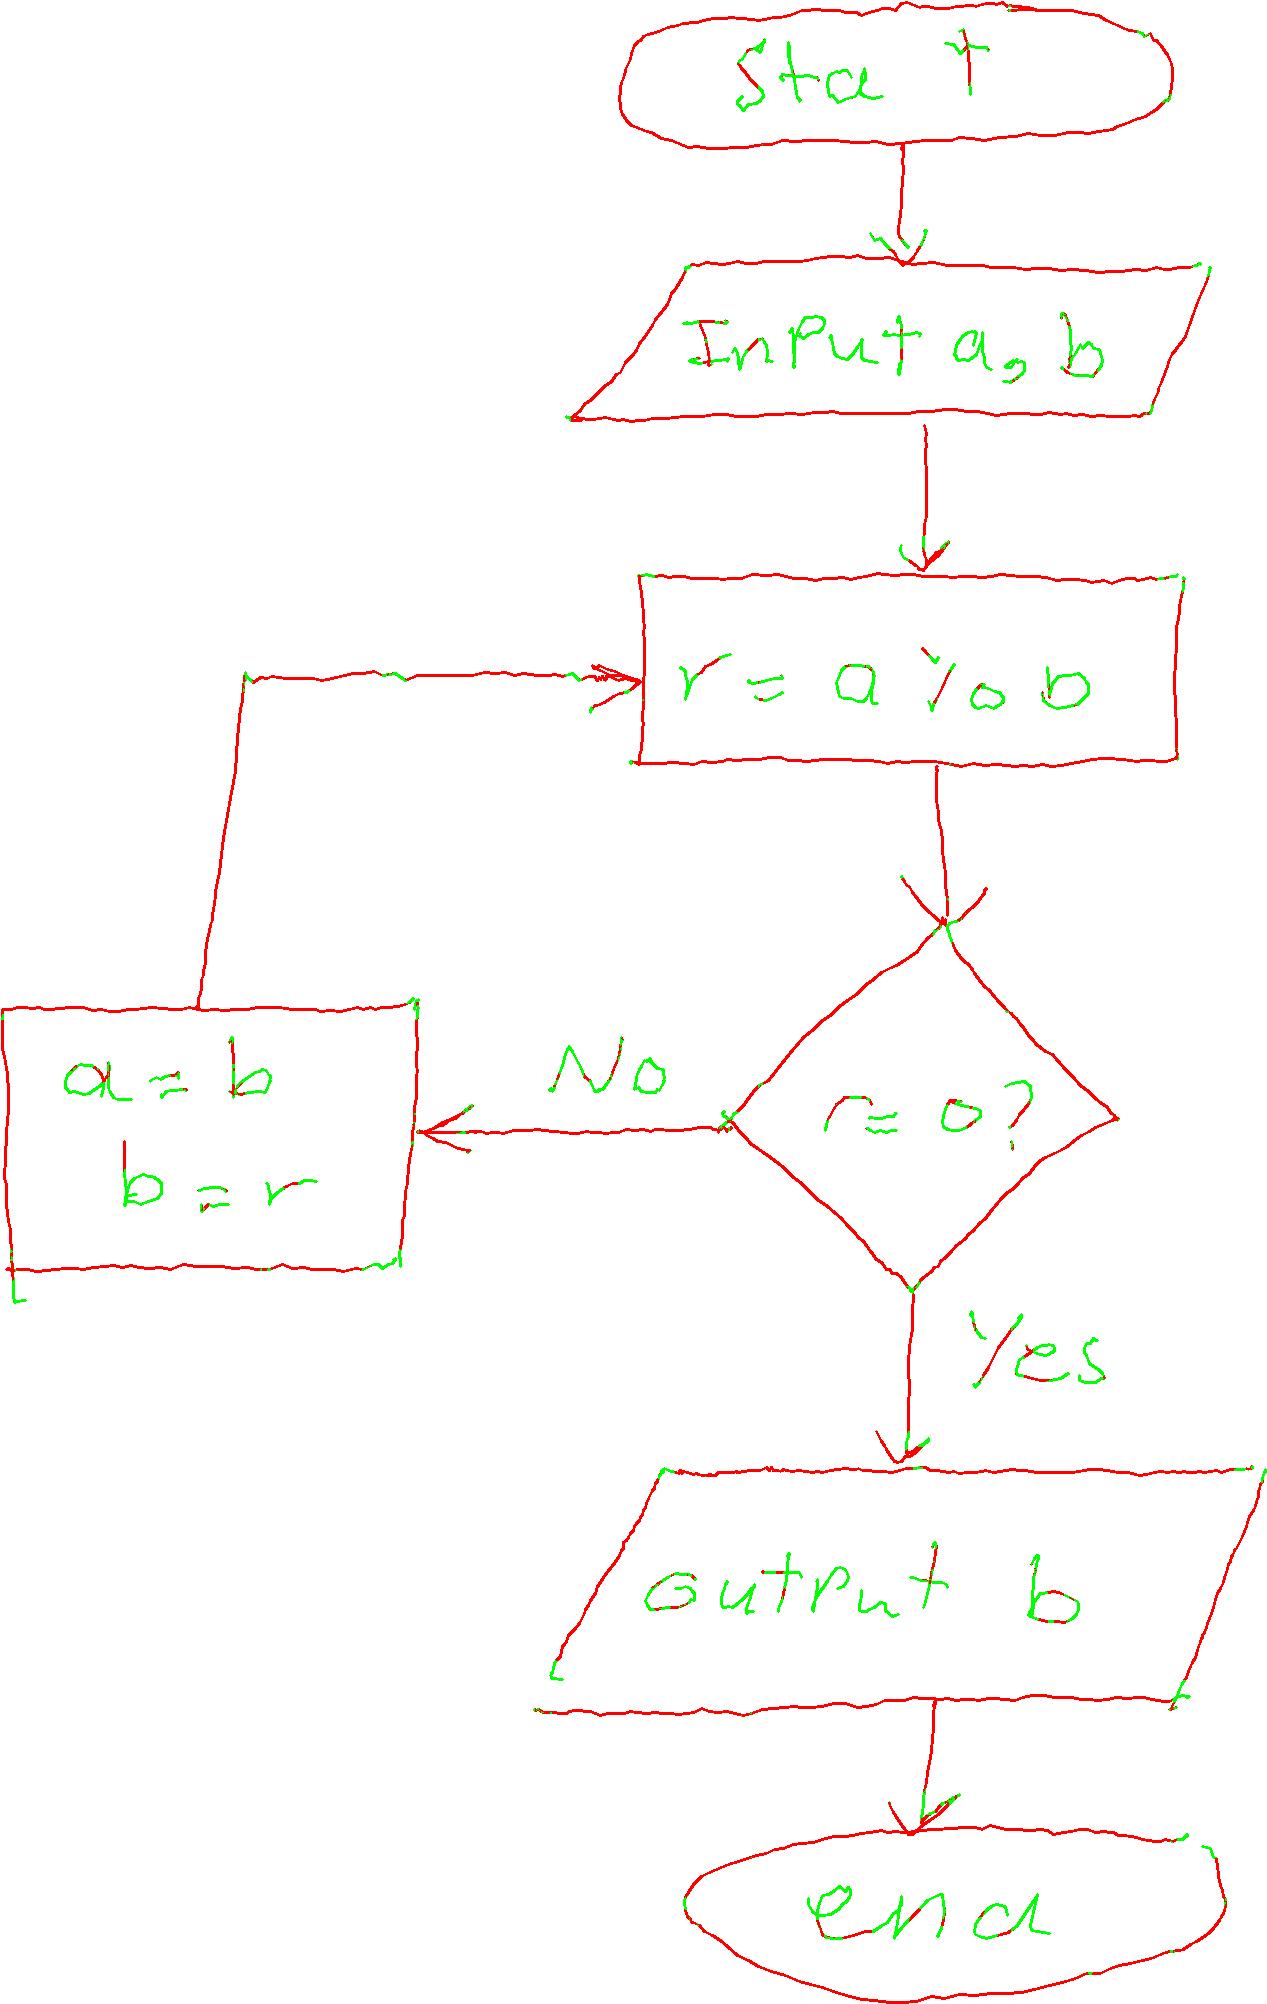 Sta T
Input a, b
r = a % b
No
a = b
b = r
r = 0 ?
Yes
output b
end